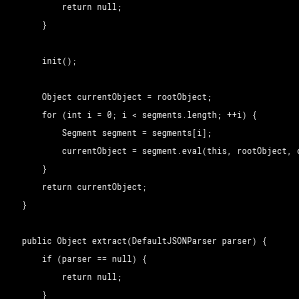 return null;
}
init();
Object currentObject = rootObject;
for (int i = 0; i < segments.length; ++i) {
Segment segment = segments[i];
currentObject = segment.eval(this, rootObject,
}
return currentObject;
}
public Object extract(DefaultJSONParser parser) {
if (parser == null) {
return null;
}